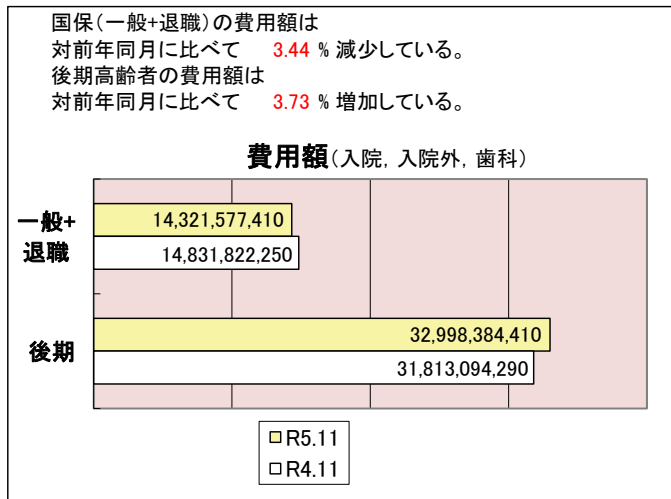 国保(一般+退職)の費用額は
対前年同月に比べて 3.44 % 減少している。
後期高齢者の費用額は
対前年同月に比べて 3.73 % 増加している。
費用額(入院, 入院外, 歯科)
一般+
退職
14,321,577,410
14,831,822,250
後期
32,998,384,410
31,813,094,290
R5.11
R4.11